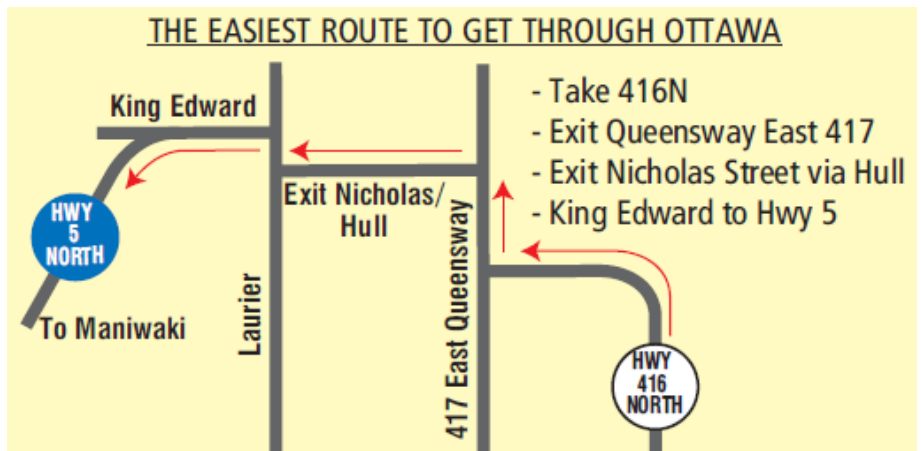 THE EASIEST ROUTE TO GET THROUGH OTTAWA
King Edward
- Take 416N
- Exit Queensway East 417
- Exit Nicholas Street via Hull
- King Edward to Hwy 5
Exit Nicholas/
Hull
HWY
5
NORTH
To Maniwaki
Laurier
417 East Queensway
HWY
416
NORTH